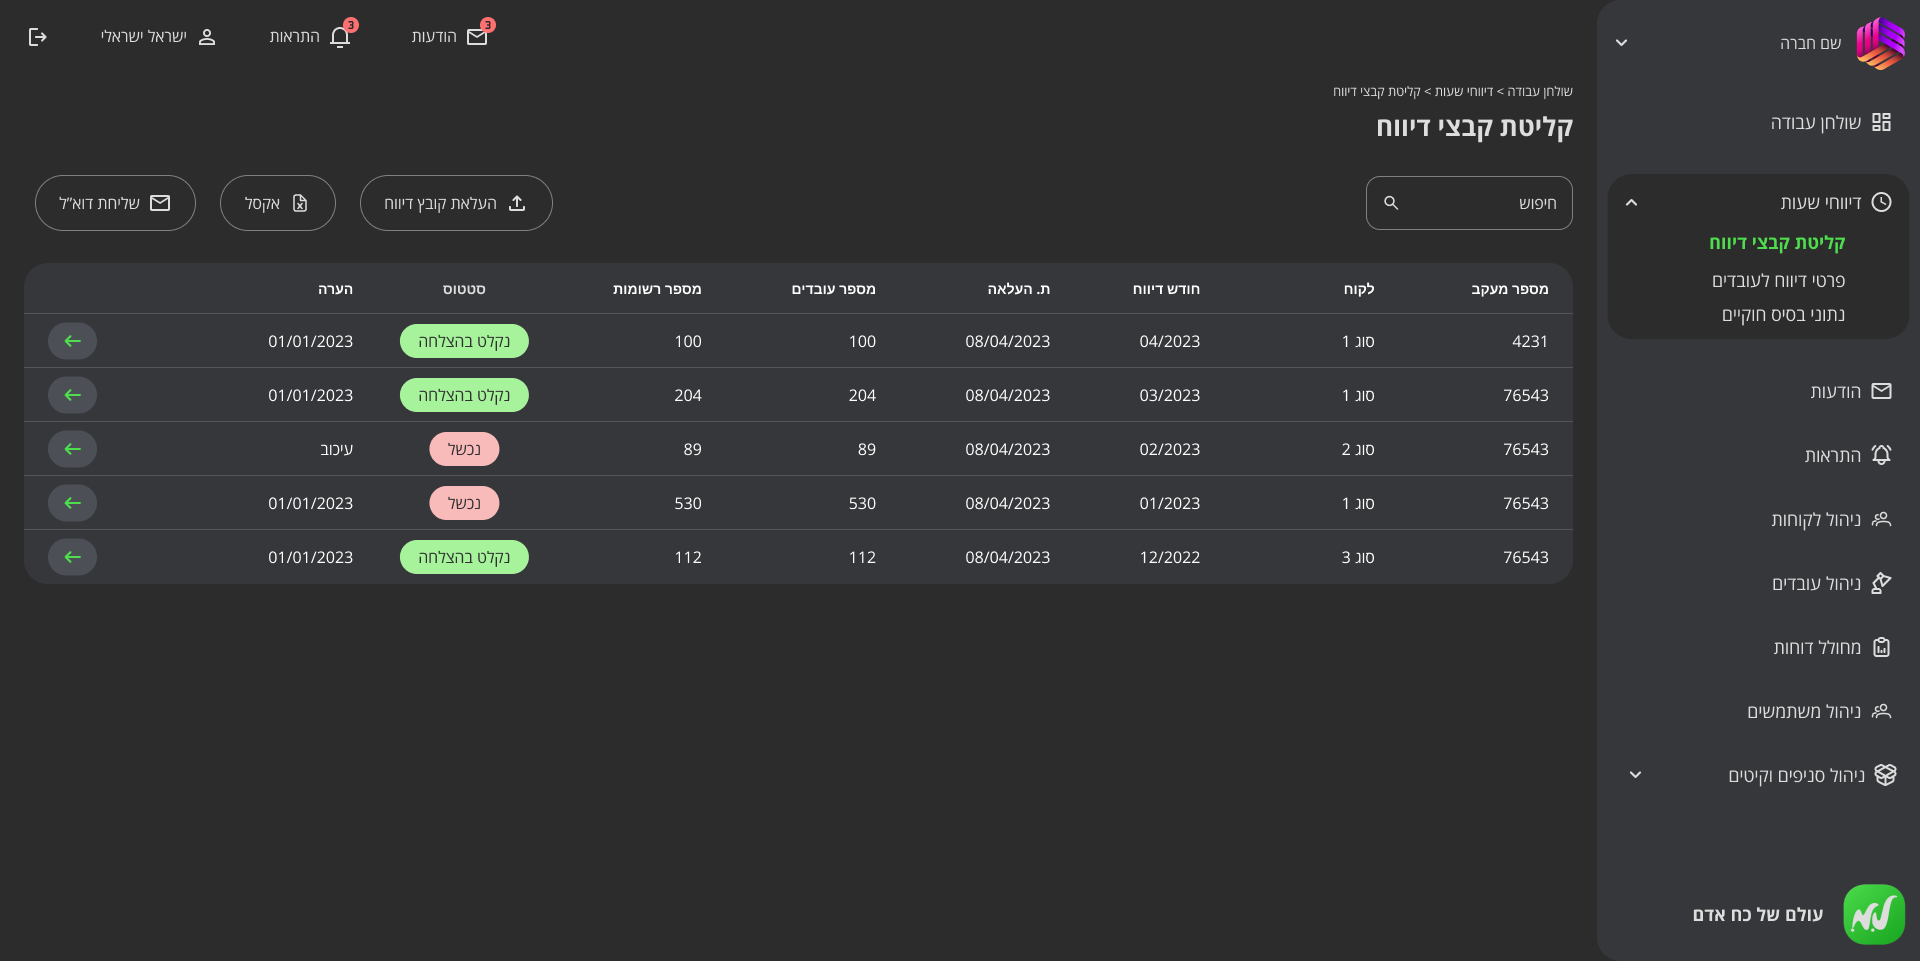 שם חברה
שולחן עבודה
דיווחי שעות
קליטת קבצי דיווח
פרטי דיווח לעובדים
נתוני בסיס חוקיים
הודעות
התראות
ניהול לקוחות
ניהול עובדים
מחולל דוחות
ניהול משתמשים
ניהול סניפים וקיטים
עולם של כח אדם
הודעות 3
התראות 3
ישראל ישראלי
שולחן עבודה > דיווחי שעות > קליטת קבצי דיווח
קליטת קבצי דיווח
חיפוש
העלאת קובץ דיווח
אקסל
שליחת דוא״ל
מספר מעקב לקוח חודש דיווח ת. העלאה מספר עובדים מספר רשומות סטטוס הערה
4231 סוג 1 04/2023 08/04/2023 100 100 נקלט בהצלחה 01/01/2023
76543 סוג 1 03/2023 08/04/2023 204 204 נקלט בהצלחה 01/01/2023
76543 סוג 2 02/2023 08/04/2023 89 89 נכשל עיכוב
76543 סוג 1 01/2023 08/04/2023 530 530 נכשל 01/01/2023
76543 סוג 3 12/2022 08/04/2023 112 112 נקלט בהצלחה 01/01/2023